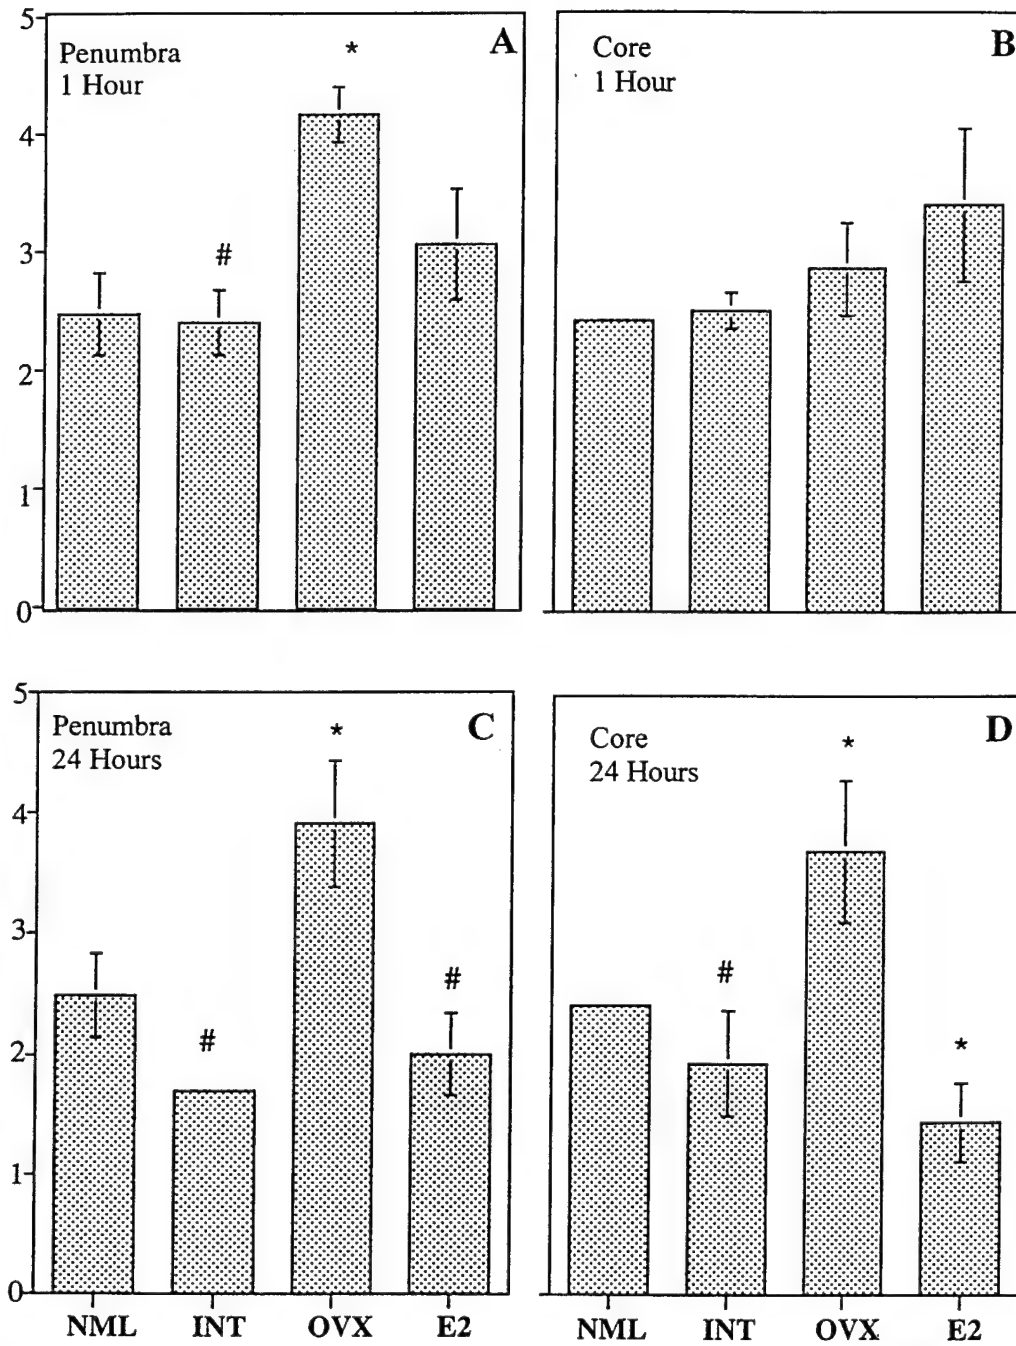 5
4
3
2
1
0
Penumbra
1 Hour
A
*
#
Core
1 Hour
B
5
4
3
2
1
0
Penumbra
24 Hours
C
*
#
#
Core
24 Hours
D
*
#
*
NML INT OVX E2
NML INT OVX E2